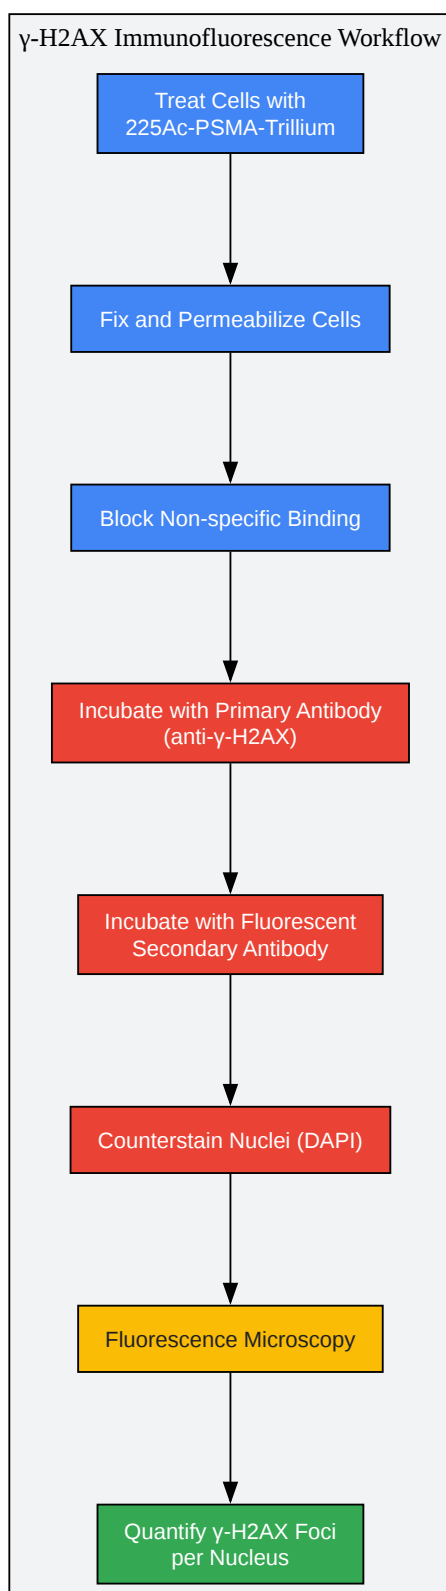 γ-H2AX Immunofluorescence Workflow
Treat Cells with
225Ac-PSMA-Trillium
Fix and Permeabilize Cells
Block Non-specific Binding
Incubate with Primary Antibody
(anti-γ-H2AX)
Incubate with Fluorescent
Secondary Antibody
Counterstain Nuclei (DAPI)
Fluorescence Microscopy
Quantify γ-H2AX Foci
per Nucleus